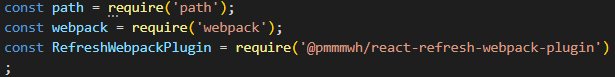 const path = require('path');
const webpack = require('webpack');
const RefreshWebpackPlugin = require('@pmmmwh/react-refresh-webpack-plugin')
;